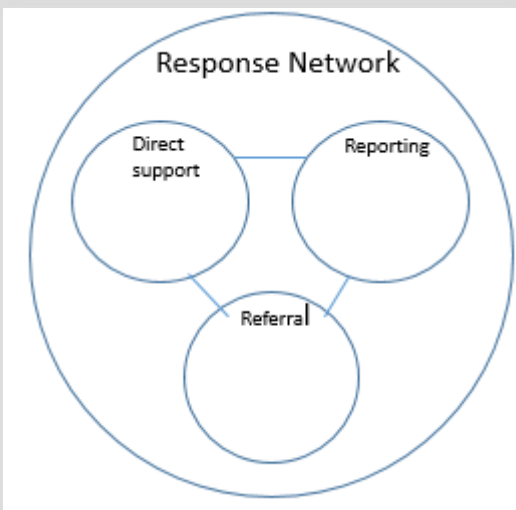 Response Network
Direct
support
Reporting
Referral